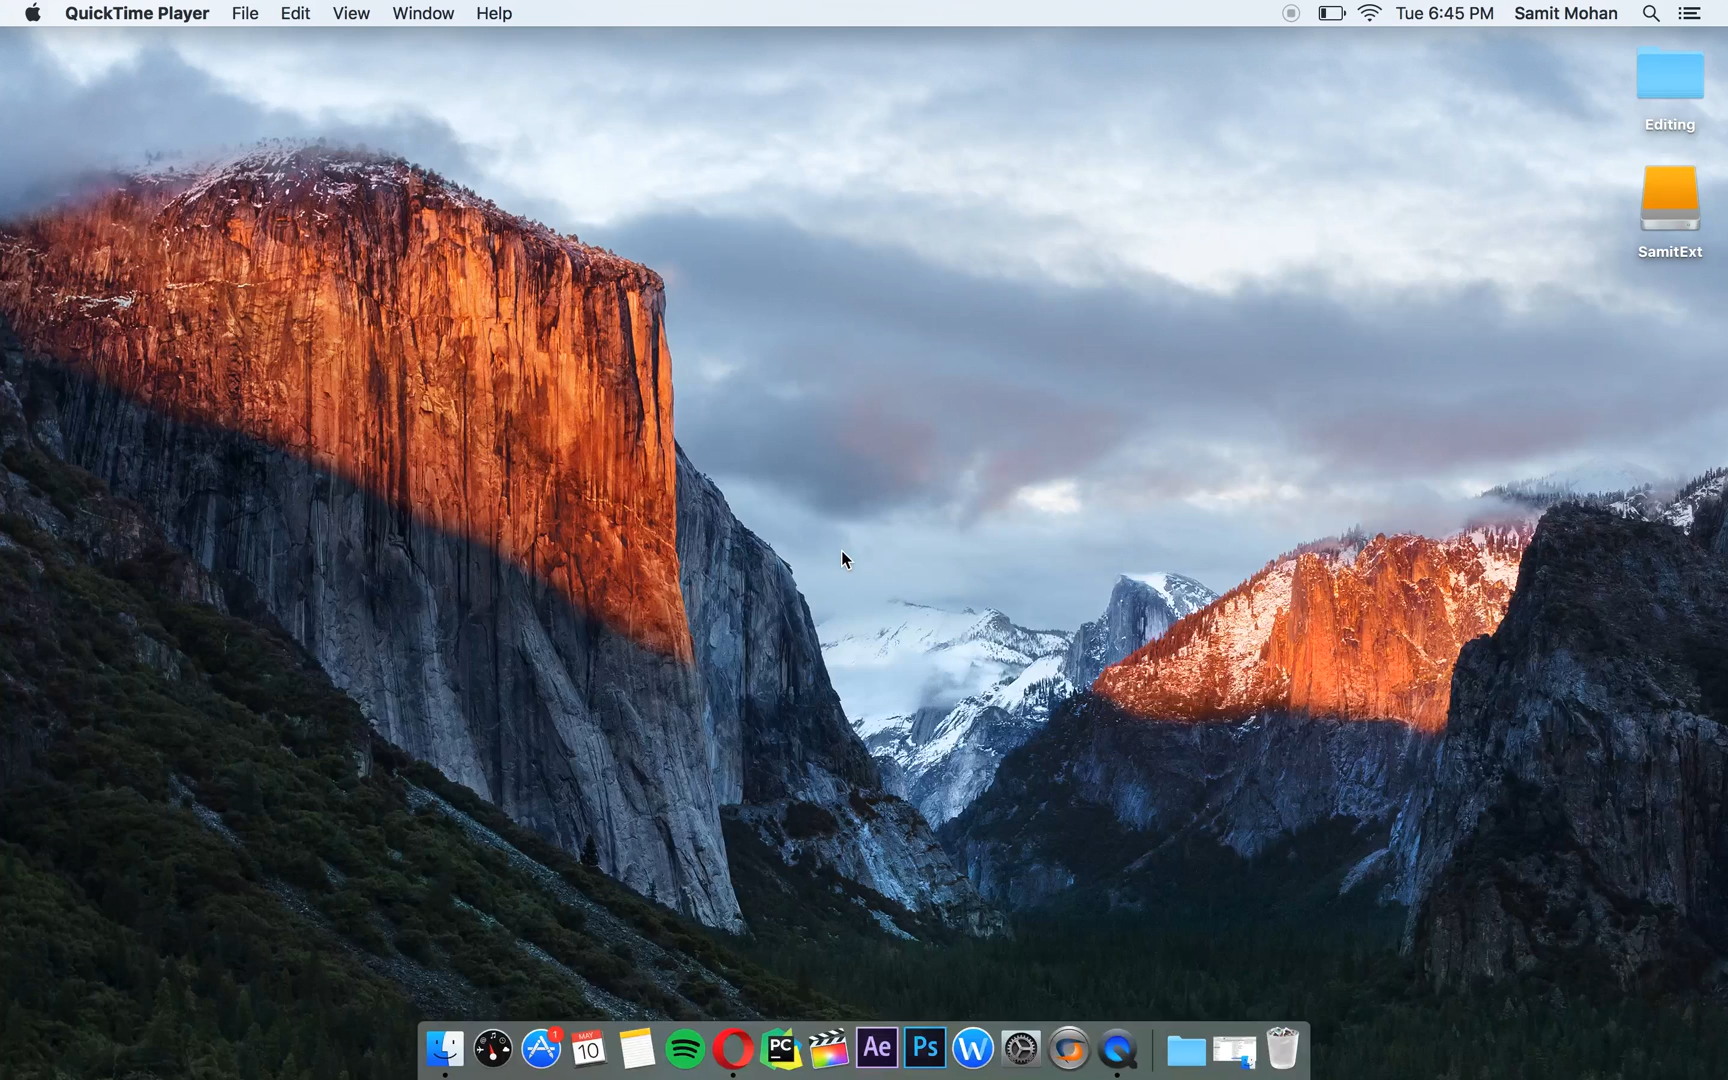 QuickTime Player File Edit View Window Help Tue 6:45 PM Samit Mohan
Editing
SamitExt
1
MAY
10
PC
Ae
Ps
W